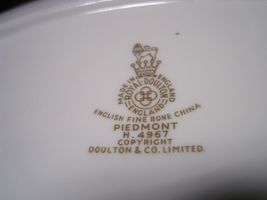 MADE IN ENGLAND
ROYAL DOULTON
ENGLAND
ENGLISH FINE BONE CHINA
PIEDMONT
H. 4967
COPYRIGHT
DOULTON & CO. LIMITED.